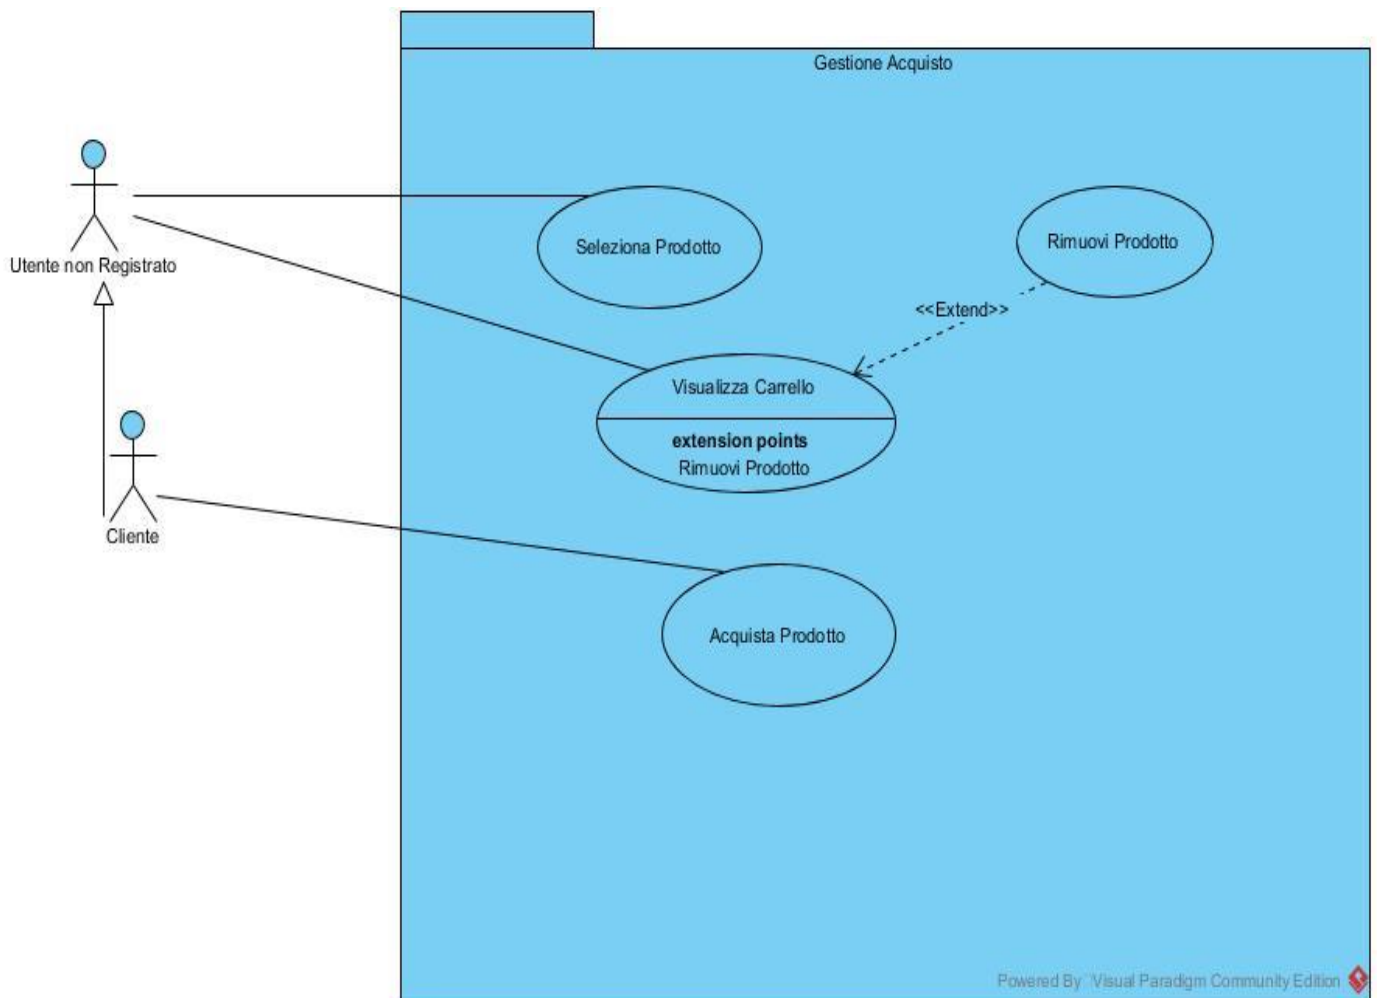 Gestione Acquisto
Utente non Registrato
Seleziona Prodotto
Rimuovi Prodotto
<<Extend>>
Visualizza Carrello
extension points
Rimuovi Prodotto
Cliente
Acquista Prodotto
Powered By Visual Paradigm Community Edition